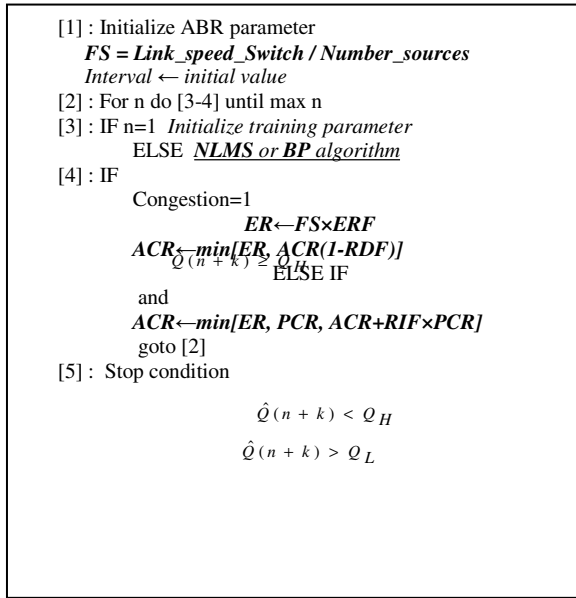 [1] : Initialize ABR parameter
FS = Link_speed_Switch / Number_sources
Interval ← initial value
[2] : For n do [3-4] until max n
[3] : IF n=1 Initialize training parameter
ELSE NLMS or BP algorithm
[4] : IF
Congestion=1
ER←FS×ERF
ACR←min[ER, ACR(1-RDF)]
Q̂(n + k) ≥ Q_H
ELSE IF
and
ACR←min[ER, PCR, ACR+RIF×PCR]
goto [2]
[5] : Stop condition
Q̂(n + k) < Q_H
Q̂(n + k) > Q_L